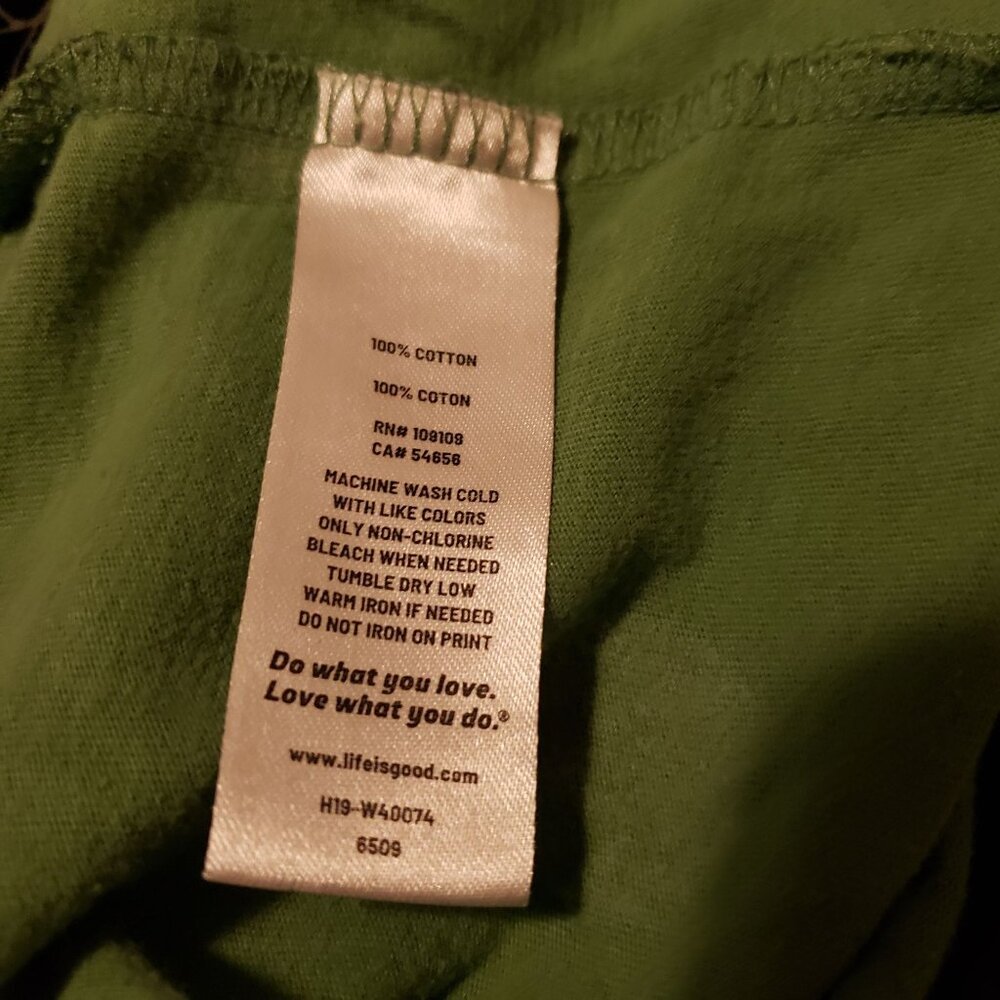 100% COTTON
100% COTON
RN# 109109
CA# 54656
MACHINE WASH COLD
WITH LIKE COLORS
ONLY NON-CHLORINE
BLEACH WHEN NEEDED
TUMBLE DRY LOW
WARM IRON IF NEEDED
DO NOT IRON ON PRINT
Do what you love.
Love what you do.®
www.lifeisgood.com
H19-W40074
6509